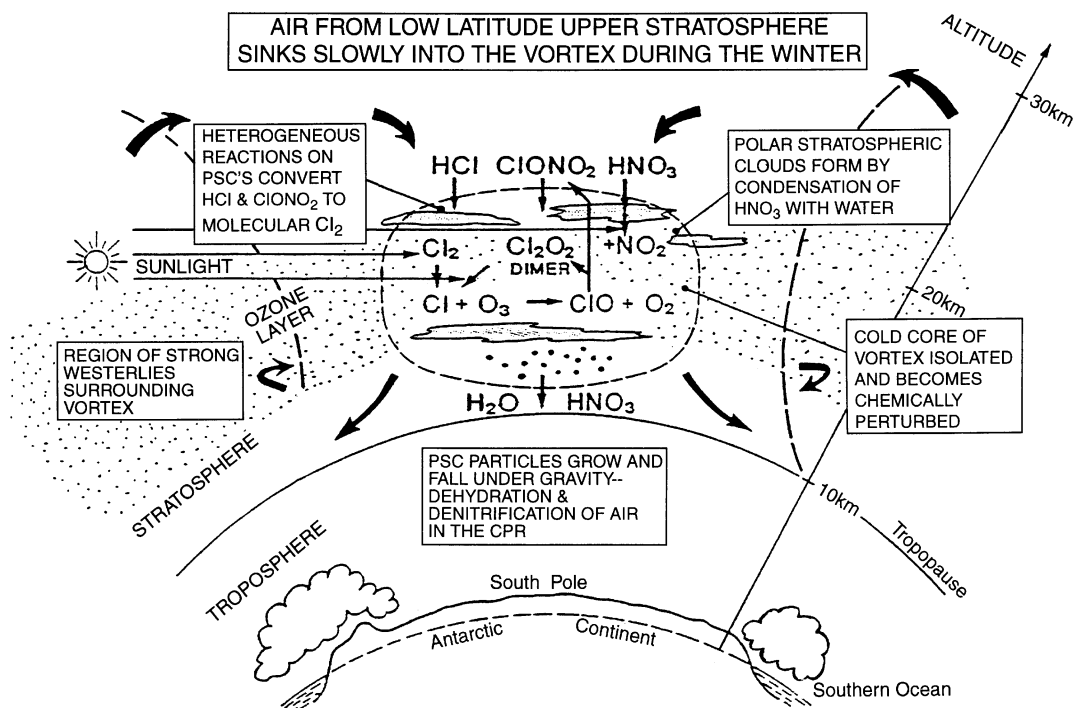 AIR FROM LOW LATITUDE UPPER STRATOSPHERE
SINKS SLOWLY INTO THE VORTEX DURING THE WINTER
ALTITUDE
30km
HETEROGENEOUS
REACTIONS ON
PSC'S CONVERT
HCl & ClONO₂ TO
MOLECULAR Cl₂
HCl ClONO₂ HNO₃
POLAR STRATOSPHERIC
CLOUDS FORM BY
CONDENSATION OF
HNO₃ WITH WATER
Cl₂ Cl₂O₂ +NO₂
DIMER
SUNLIGHT
Cl + O₃ ClO + O₂
20km
OZONE
LAYER
REGION OF STRONG
WESTERLIES
SURROUNDING
VORTEX
COLD CORE OF
VORTEX ISOLATED
AND BECOMES
CHEMICALLY
PERTURBED
H₂O HNO₃
STRATOSPHERE
PSC PARTICLES GROW AND
FALL UNDER GRAVITY--
DEHYDRATION &
DENITRIFICATION OF AIR
IN THE CPR
10km
Tropopause
TROPOSPHERE
South Pole
Antarctic Continent
Southern Ocean